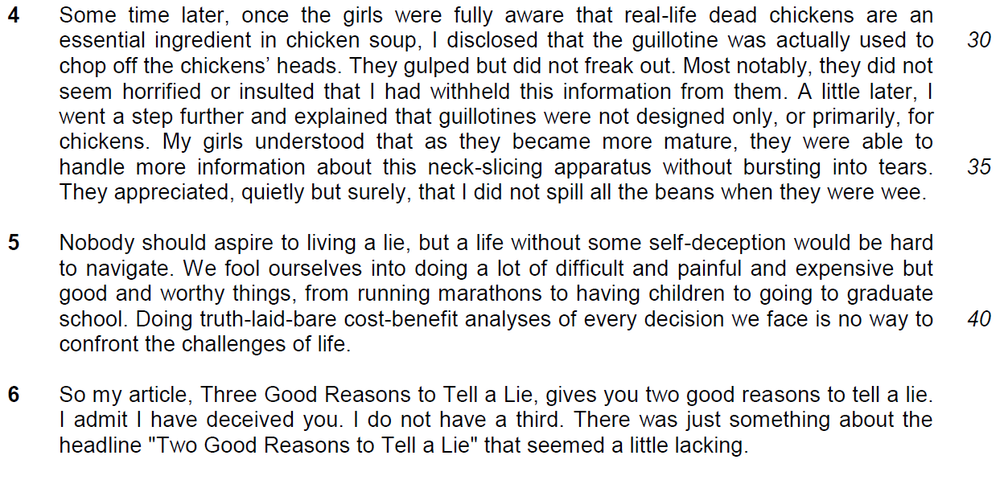 4 Some time later, once the girls were fully aware that real-life dead chickens are an
essential ingredient in chicken soup, I disclosed that the guillotine was actually used to 30
chop off the chickens’ heads. They gulped but did not freak out. Most notably, they did not
seem horrified or insulted that I had withheld this information from them. A little later, I
went a step further and explained that guillotines were not designed only, or primarily, for
chickens. My girls understood that as they became more mature, they were able to
handle more information about this neck-slicing apparatus without bursting into tears. 35
They appreciated, quietly but surely, that I did not spill all the beans when they were wee.
5 Nobody should aspire to living a lie, but a life without some self-deception would be hard
to navigate. We fool ourselves into doing a lot of difficult and painful and expensive but
good and worthy things, from running marathons to having children to going to graduate
school. Doing truth-laid-bare cost-benefit analyses of every decision we face is no way to 40
confront the challenges of life.
6 So my article, Three Good Reasons to Tell a Lie, gives you two good reasons to tell a lie.
I admit I have deceived you. I do not have a third. There was just something about the
headline "Two Good Reasons to Tell a Lie" that seemed a little lacking.